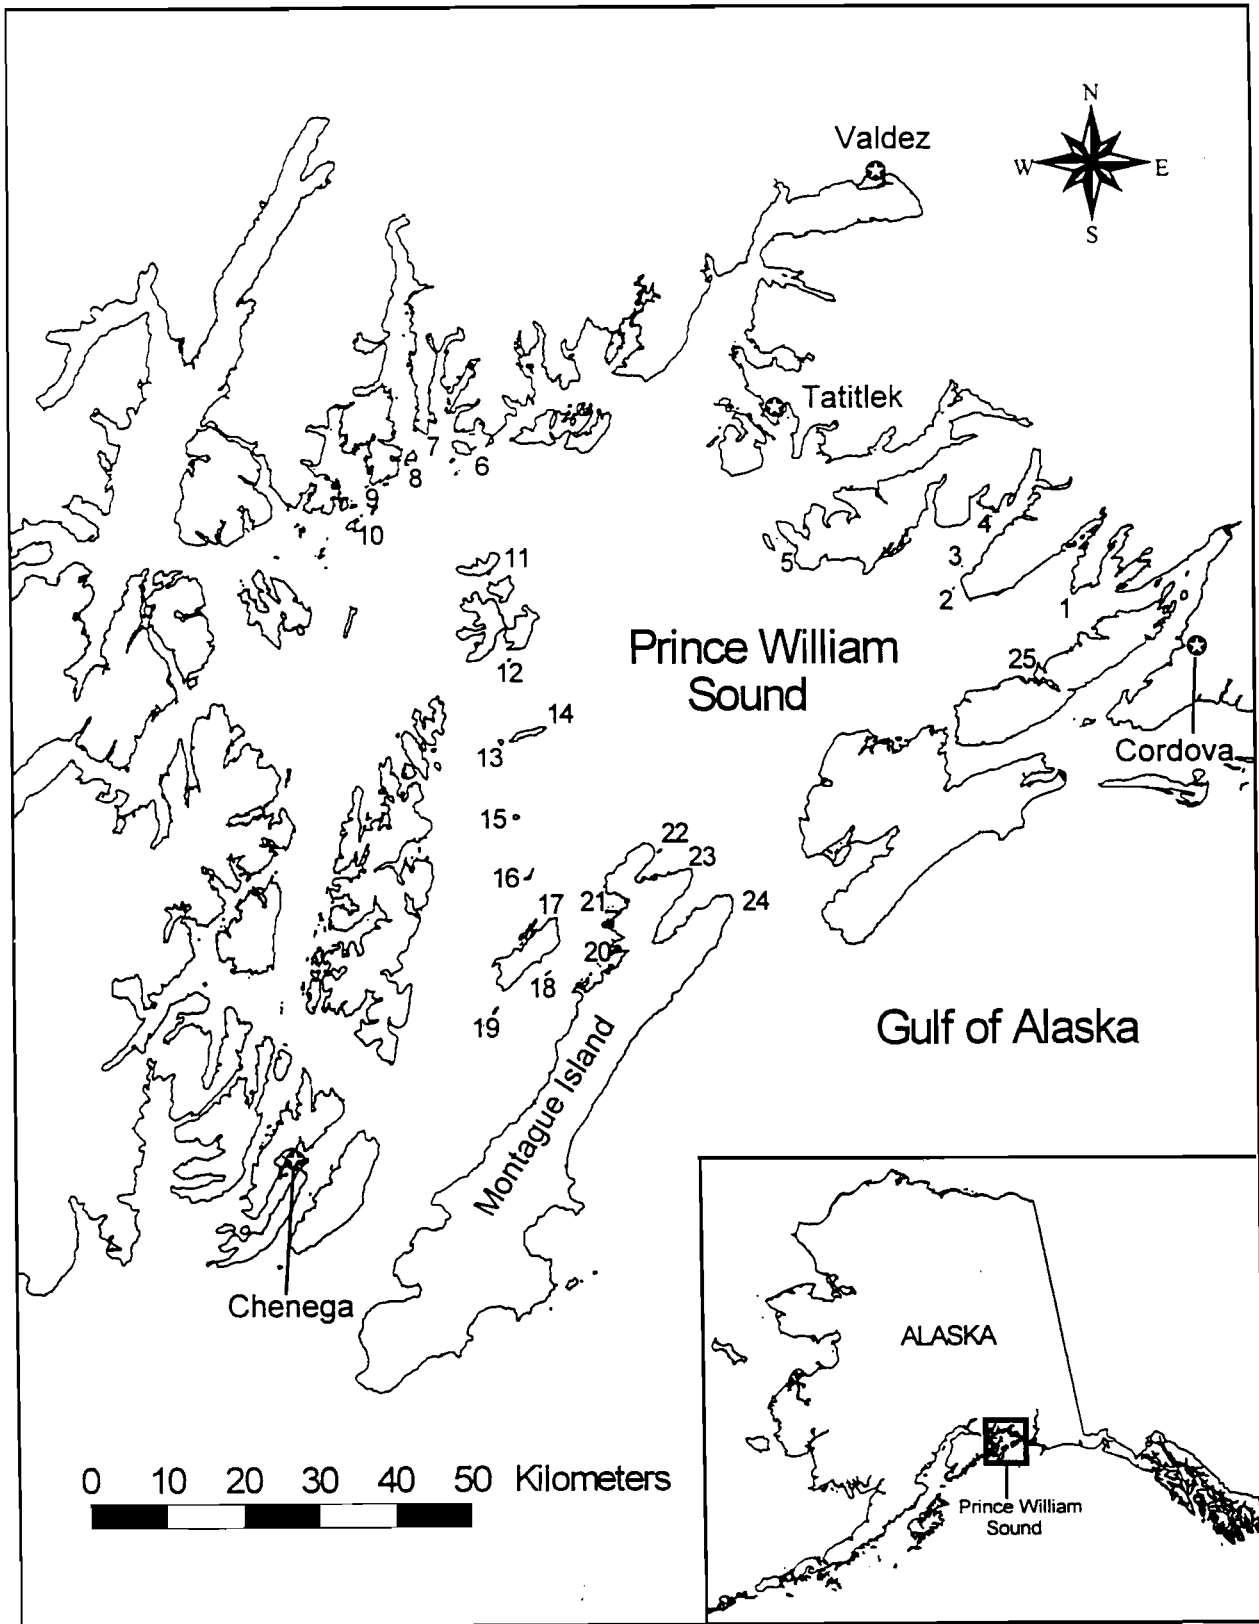 N
Valdez
W
E
S
Tatitlek
7
6
8
9
10
4
3
5
11
2
1
Prince William
Sound
12
25
14
13
Cordova
15
22
23
16
17
21
24
20
18
19
Gulf of Alaska
Montague Island
Chenega
ALASKA
0 10 20 30 40 50 Kilometers
Prince William
Sound